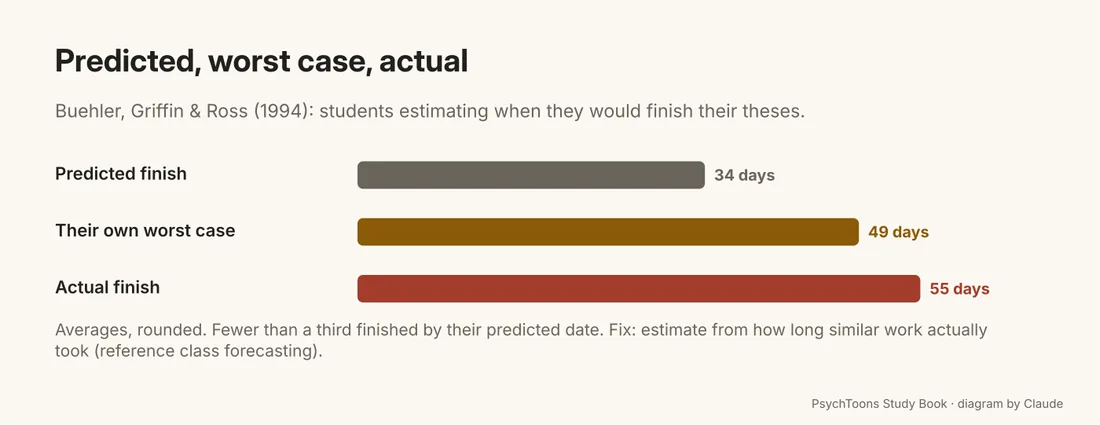 Predicted, worst case, actual
Buehler, Griffin & Ross (1994): students estimating when they would finish their theses.
Predicted finish
34 days
Their own worst case
49 days
Actual finish
55 days
Averages, rounded. Fewer than a third finished by their predicted date. Fix: estimate from how long similar work actually
took (reference class forecasting).
PsychToons Study Book · diagram by Claude